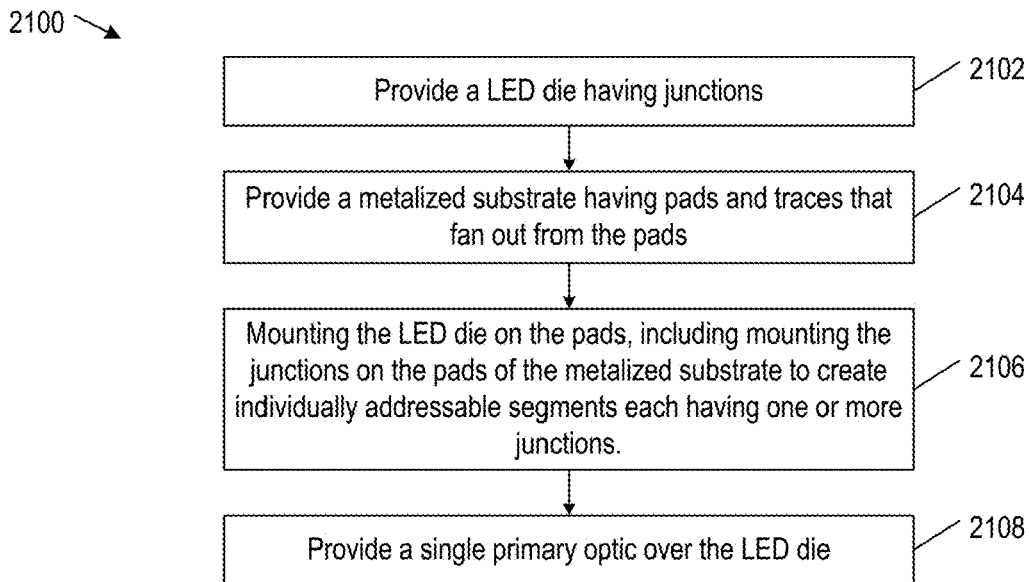 2100
Provide a LED die having junctions
2102
Provide a metalized substrate having pads and traces that
fan out from the pads
2104
Mounting the LED die on the pads, including mounting the
junctions on the pads of the metalized substrate to create
individually addressable segments each having one or more
junctions.
2106
Provide a single primary optic over the LED die
2108